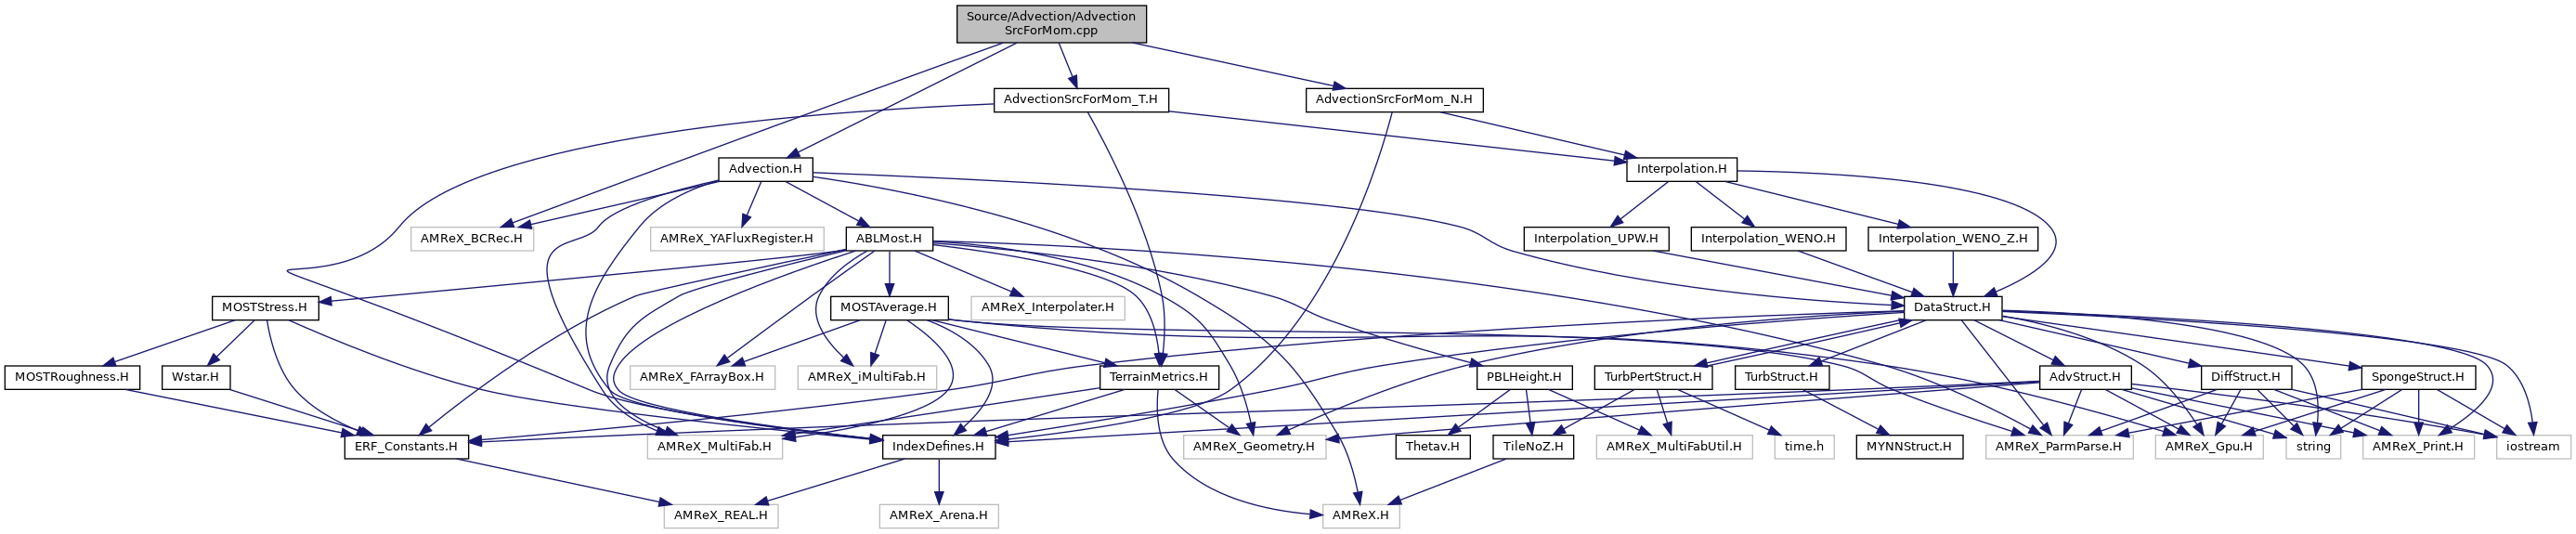 Source/Advection/Advection
SrcForMom.cpp
AdvectionSrcForMom_T.H
AdvectionSrcForMom_N.H
Advection.H
Interpolation.H
AMReX_BCRec.H
AMReX_YAFluxRegister.H
ABLMost.H
Interpolation_UPW.H
Interpolation_WENO.H
Interpolation_WENO_Z.H
MOSTStress.H
MOSTAverage.H
AMReX_Interpolater.H
DataStruct.H
MOSTRoughness.H
Wstar.H
AMReX_FArrayBox.H
AMReX_iMultiFab.H
TerrainMetrics.H
PBLHeight.H
TurbPertStruct.H
TurbStruct.H
AdvStruct.H
DiffStruct.H
SpongeStruct.H
ERF_Constants.H
AMReX_MultiFab.H
IndexDefines.H
AMReX_Geometry.H
Thetav.H
TileNoZ.H
AMReX_MultiFabUtil.H
time.h
MYNNStruct.H
AMReX_ParmParse.H
AMReX_Gpu.H
string
AMReX_Print.H
iostream
AMReX_REAL.H
AMReX_Arena.H
AMReX.H